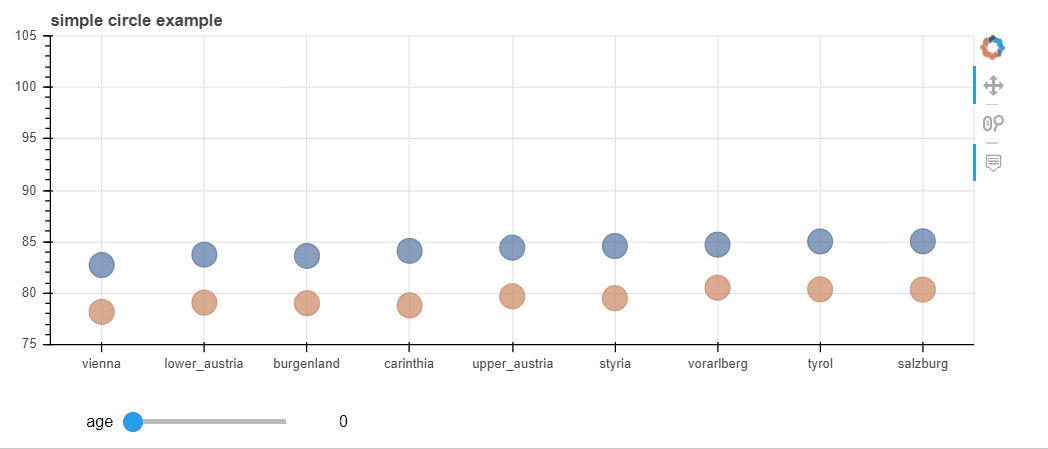 simple circle example
105
100
95
90
85
80
75
vienna lower_austria burgenland carinthia upper_austria styria vorarlberg tyrol salzburg
age 0